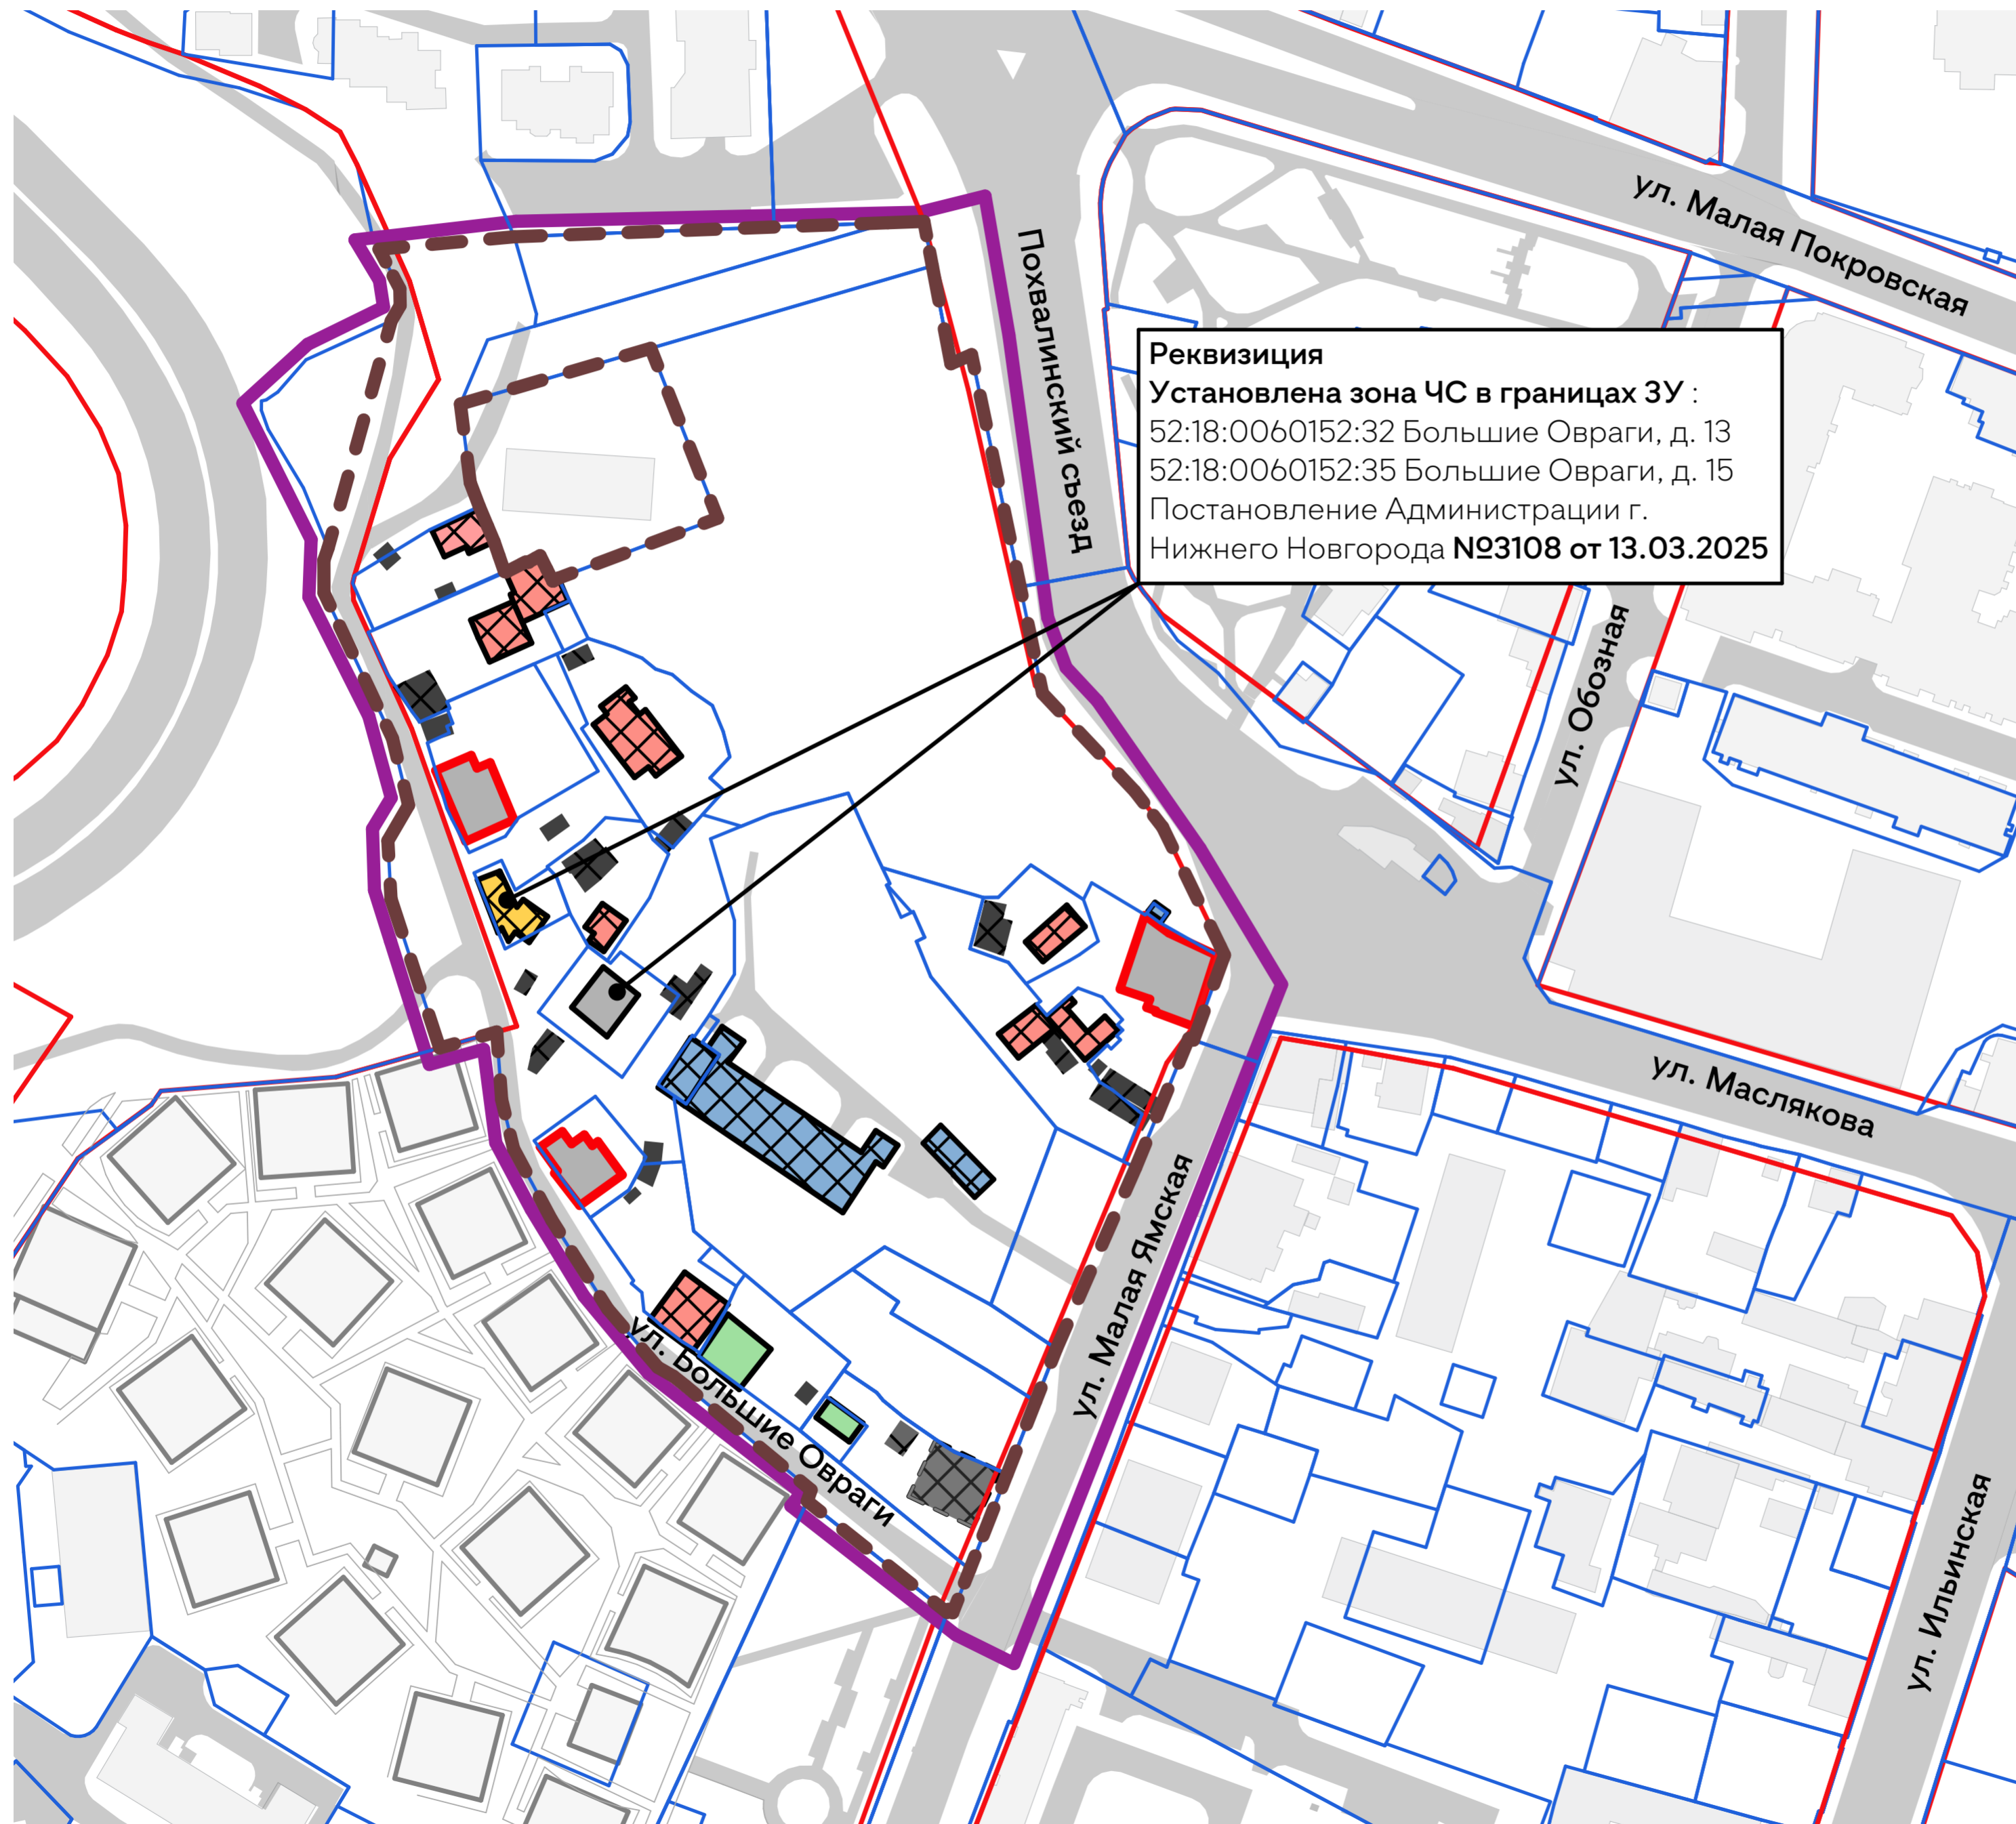 ул. Малая Покровская
Похвалинский съезд
Реквизиция
Установлена зона ЧС в границах ЗУ :
52:18:0060152:32 Большие Овраги, д. 13
52:18:0060152:35 Большие Овраги, д. 15
Постановление Администрации г.
Нижнего Новгорода №3108 от 13.03.2025
ул. Обозная
ул. Маслякова
ул. Малая Ямская
ул. Большие Овраги
ул. Ильинская